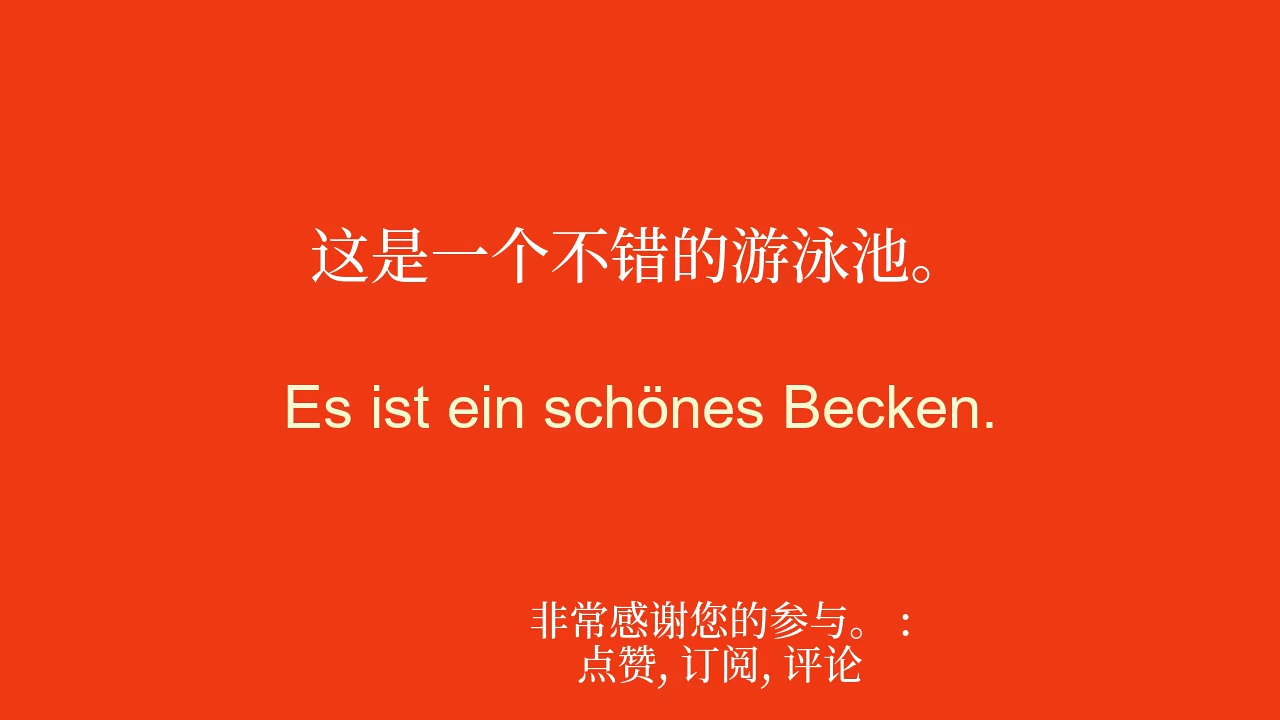 这是一个不错的游泳池。
Es ist ein schönes Becken.
非常感谢您的参与。 :
点赞, 订阅, 评论